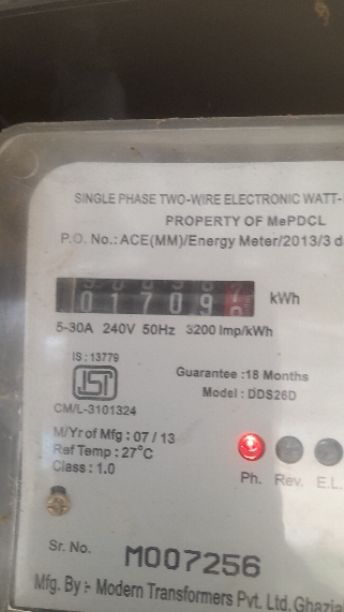 SINGLE PHASE TWO-WIRE ELECTRONIC WATT-
PROPERTY OF MePDCL
P.O. No.: ACE(MM)/Energy Meter/2013/3 d
01709 kWh
5-30A 240V 50Hz 3200 Imp/kWh
IS : 13779
ISI
CM/L-3101324
Guarantee :18 Months
Model : DDS26D
M/Yr of Mfg : 07 / 13
Ref Temp : 27°C
Class : 1.0
Ph. Rev. E.L.
Sr. No. M007256
Mfg. By :- Modern Transformers Pvt. Ltd. Ghazia